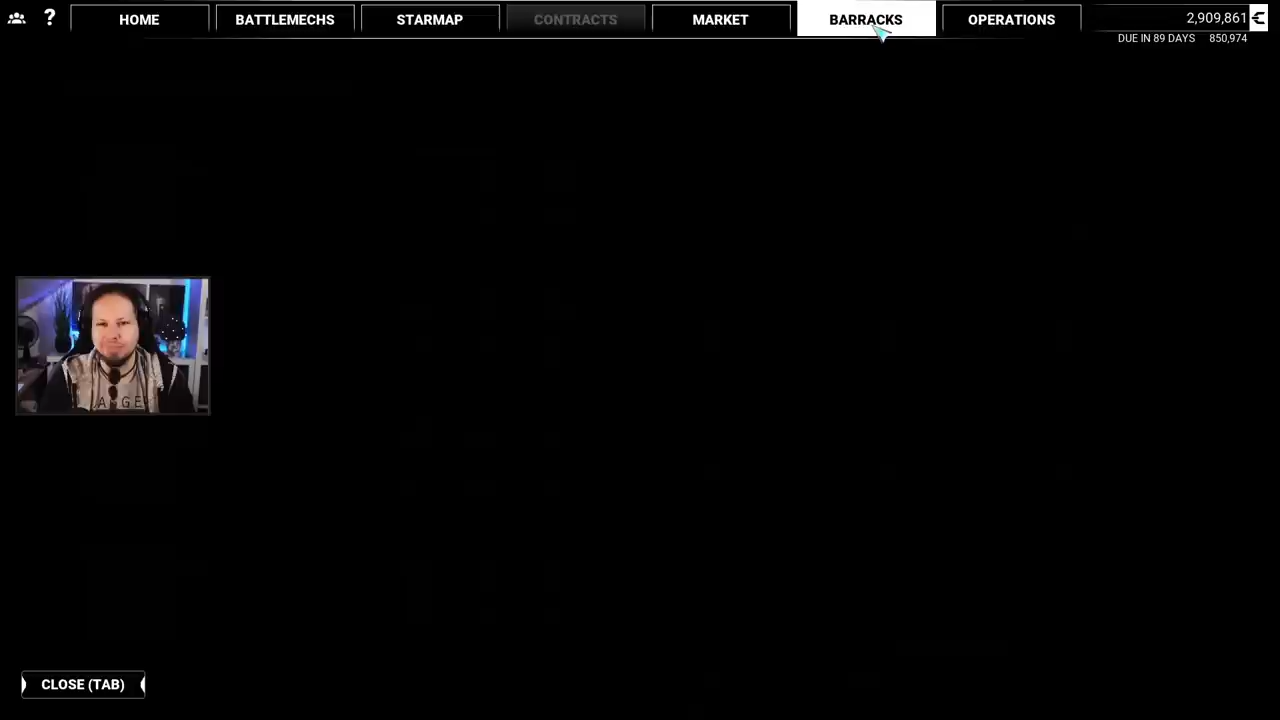 ?
HOME
BATTLEMECHS
STARMAP
CONTRACTS
MARKET
BARRACKS
OPERATIONS
2,909,861
DUE IN 89 DAYS 850,974
CLOSE (TAB)